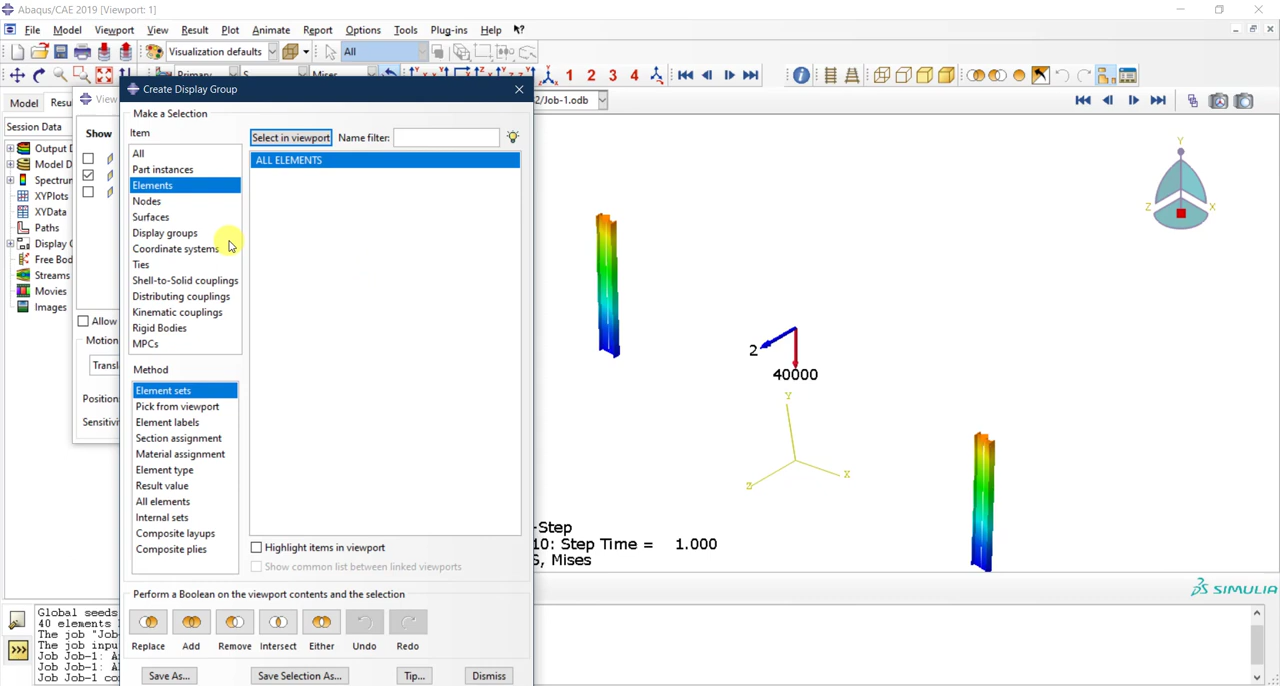 Abaqus/CAE 2019 [Viewport: 1]
File Model Viewport View Result Plot Animate Report Options Tools Plug-ins Help
Visualization defaults All
Primary S Mises 1 2 3 4
Create Display Group
Model Resu View 2/Job-1.odb
Make a Selection
Session Data Show Item Select in viewport Name filter:
Output D
Model D
Spectrun
XYPlots
XYData
Paths
Display G
Free Bod
Streams
Movies
Images
Allow
Motion
Transl
Position
Sensitivi
All
Part instances
Elements
Nodes
Surfaces
Display groups
Coordinate systems
Ties
Shell-to-Solid couplings
Distributing couplings
Kinematic couplings
Rigid Bodies
MPCs
ALL ELEMENTS
Method
Element sets
Pick from viewport
Element labels
Section assignment
Material assignment
Element type
Result value
All elements
Internal sets
Composite layups
Composite plies
Highlight items in viewport
Show common list between linked viewports
Perform a Boolean on the viewport contents and the selection
Replace Add Remove Intersect Either Undo Redo
Save As... Save Selection As... Tip... Dismiss
Y
Z X
2
40000
Y
X
Z
-Step
10: Step Time = 1.000
S, Mises
SIMULIA
Global seeds
40 elements
The job "Job
The job inpu
Job Job-1: A
Job Job-1: A
Job Job-1 co